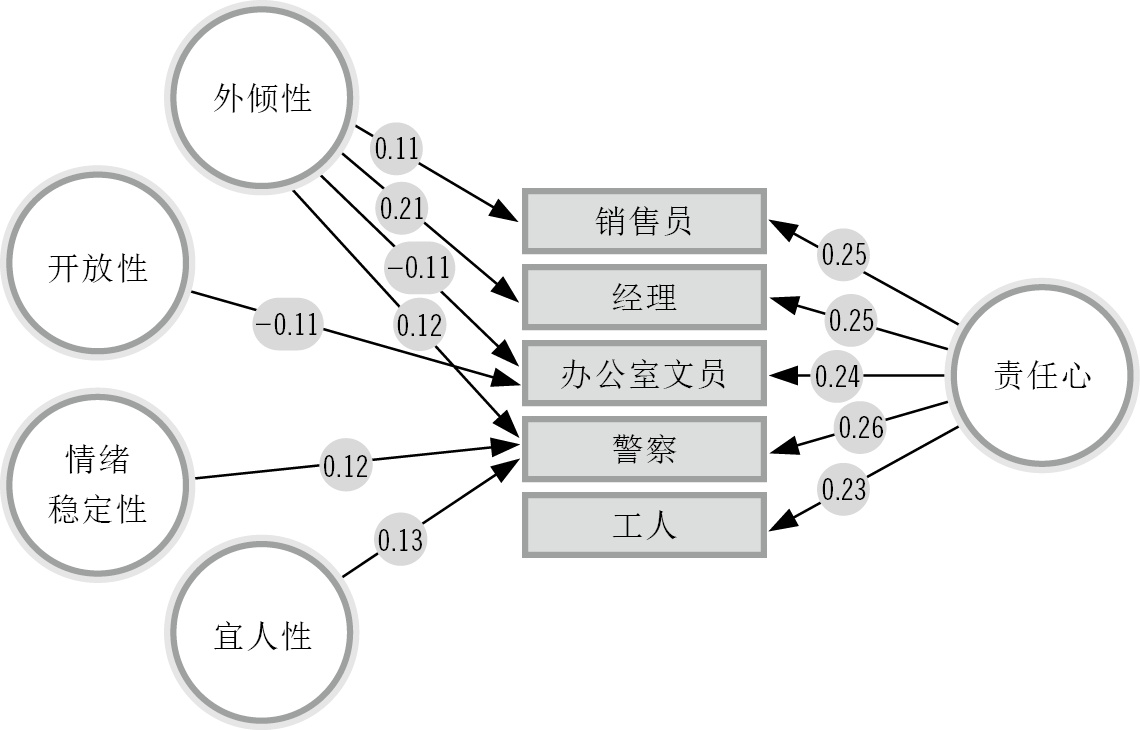 外倾性
0.11
0.21
-0.11
0.12
开放性
-0.11
情绪
稳定性
0.12
宜人性
0.13
销售员
经理
办公室文员
警察
工人
0.25
0.25
0.24
0.26
0.23
责任心